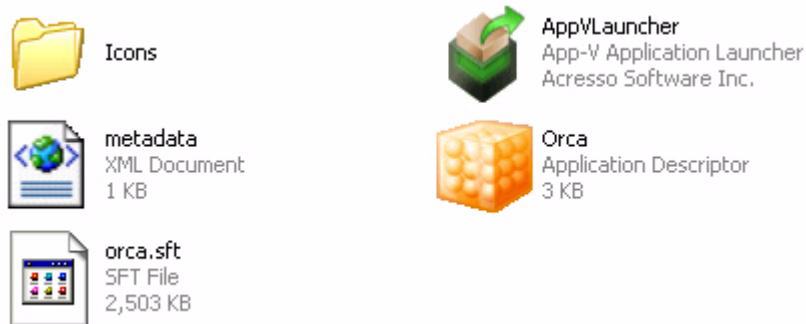 Icons
AppVLauncher
App-V Application Launcher
Acresso Software Inc.
metadata
XML Document
1 KB
Orca
Application Descriptor
3 KB
orca.sft
SFT File
2,503 KB